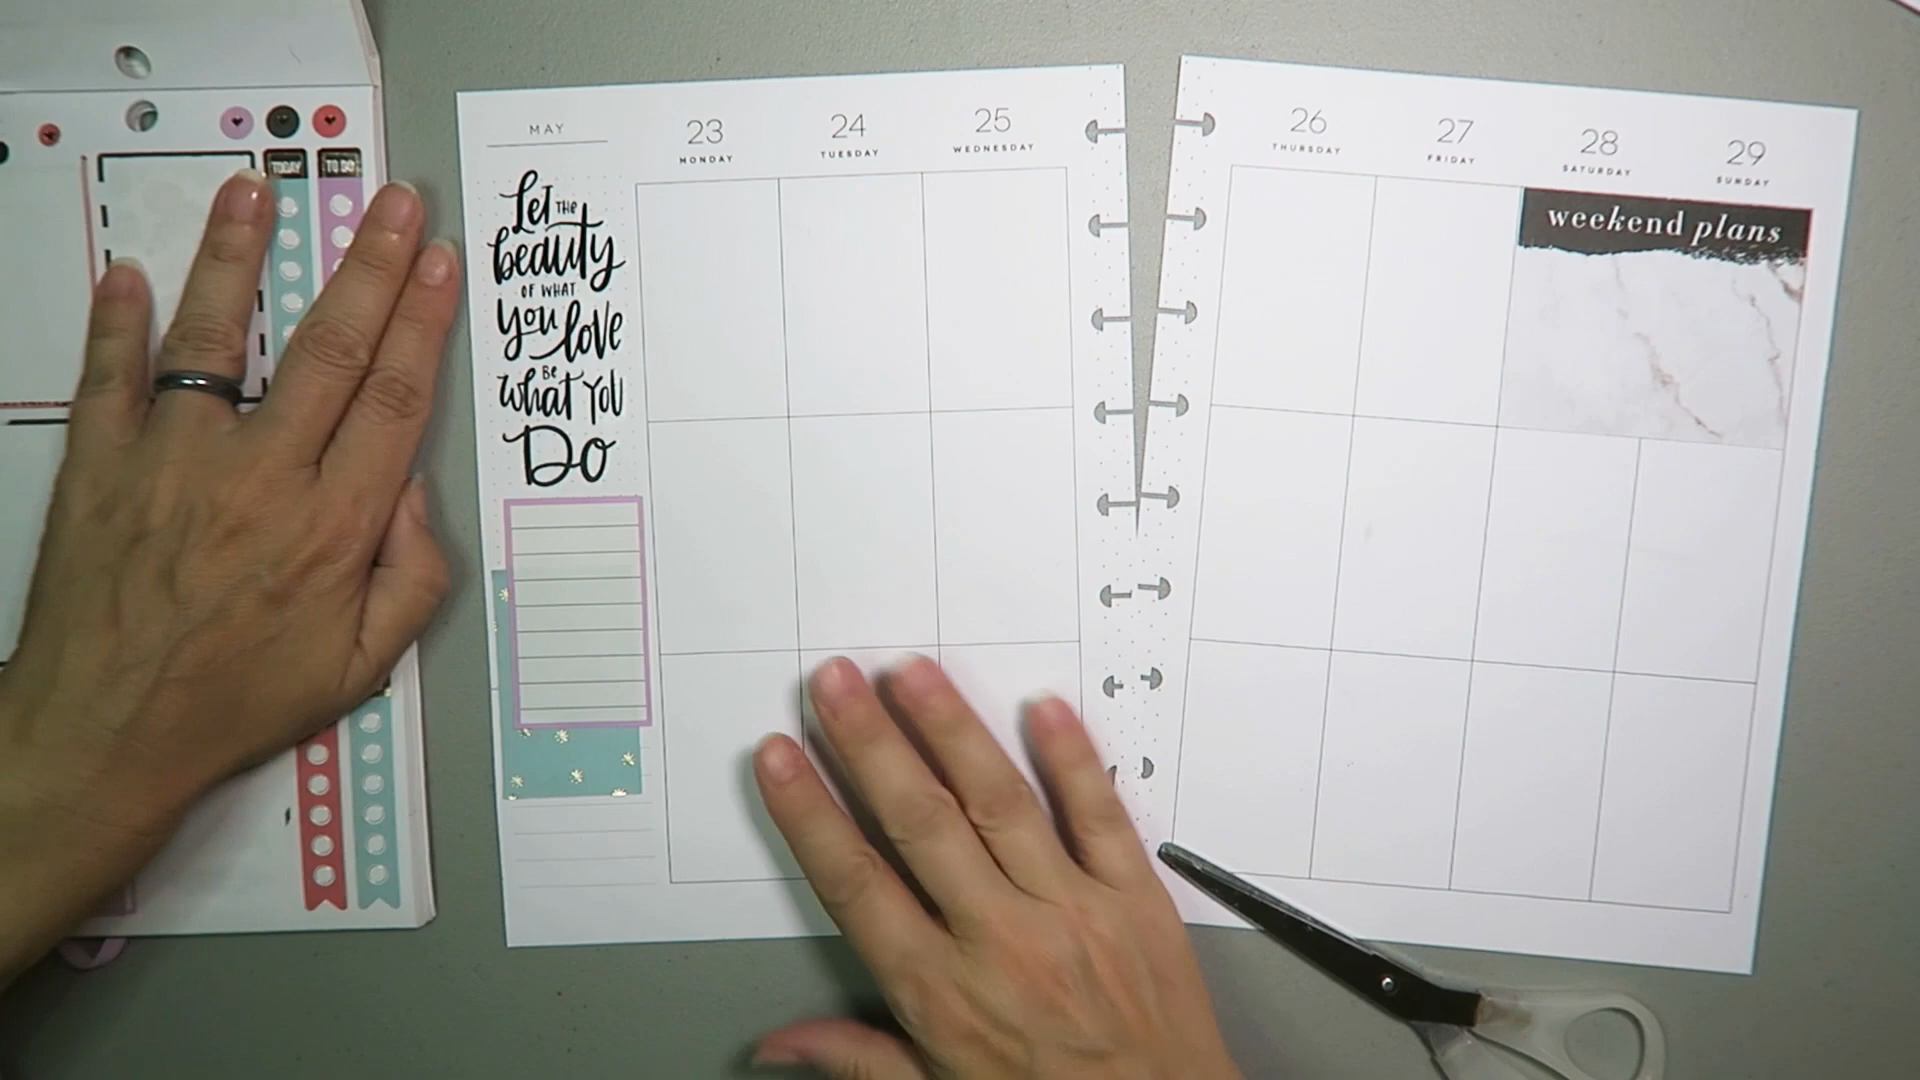 TODAY
TO DO
MAY
23
MONDAY
24
TUESDAY
25
WEDNESDAY
26
THURSDAY
27
FRIDAY
28
SATURDAY
29
SUNDAY
Let THE
beauty
OF WHAT
you love
Be
what you
Do
weekend plans